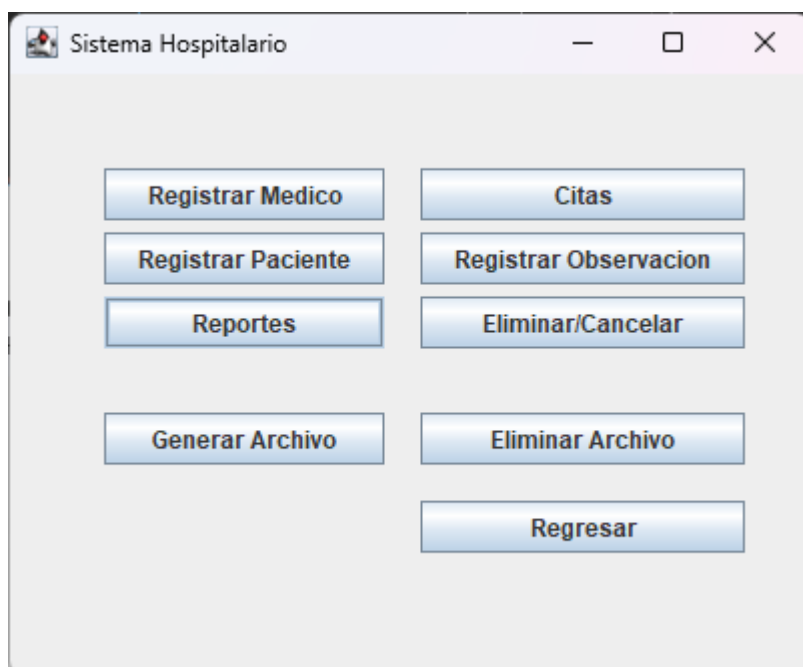 Sistema Hospitalario
Registrar Medico
Citas
Registrar Paciente
Registrar Observacion
Reportes
Eliminar/Cancelar
Generar Archivo
Eliminar Archivo
Regresar